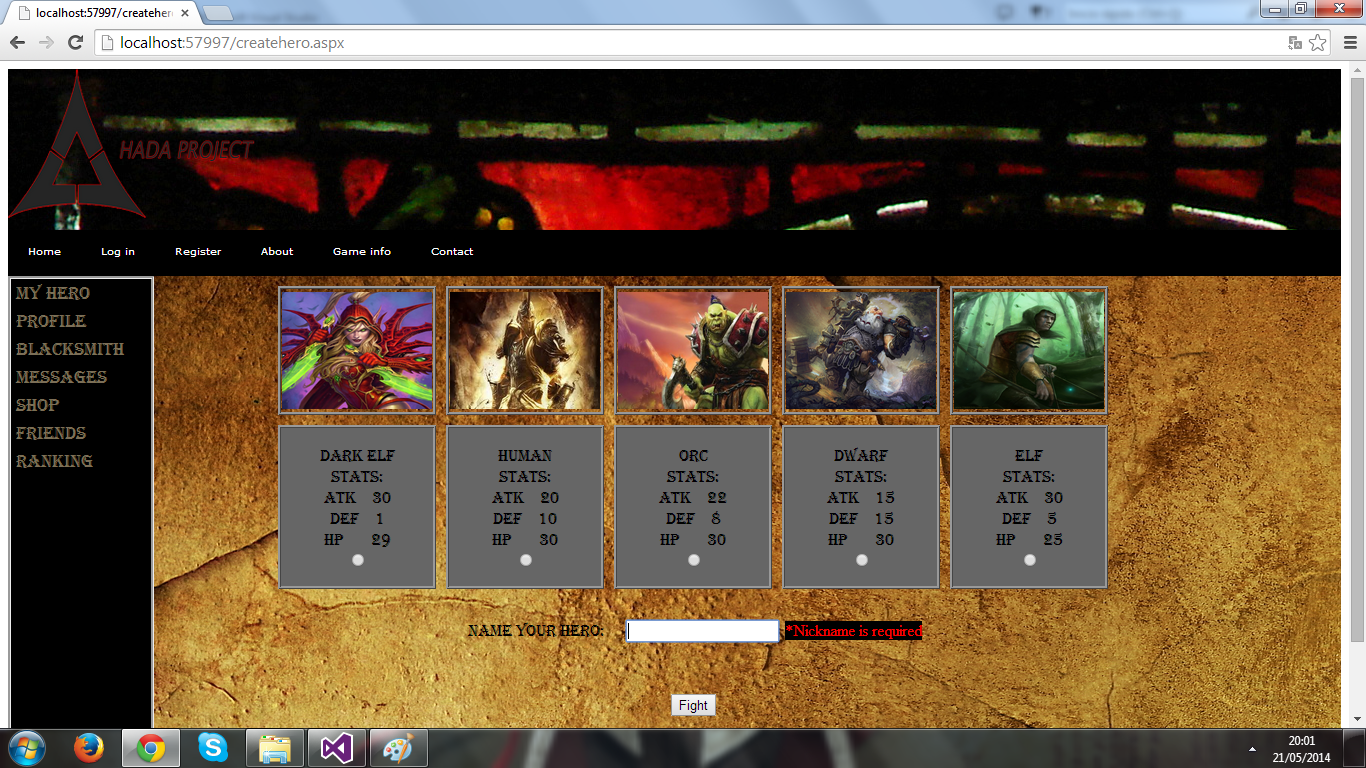 localhost:57997/createhero
localhost:57997/createhero.aspx
HADA PROJECT
Home Log in Register About Game info Contact
MY HERO
PROFILE
BLACKSMITH
MESSAGES
SHOP
FRIENDS
RANKING
DARK ELF
STATS:
ATK 30
DEF 1
HP 29
HUMAN
STATS:
ATK 20
DEF 10
HP 30
ORC
STATS:
ATK 22
DEF 8
HP 30
DWARF
STATS:
ATK 15
DEF 15
HP 30
ELF
STATS:
ATK 30
DEF 5
HP 25
NAME YOUR HERO: *Nickname is required
Fight
20:01
21/05/2014